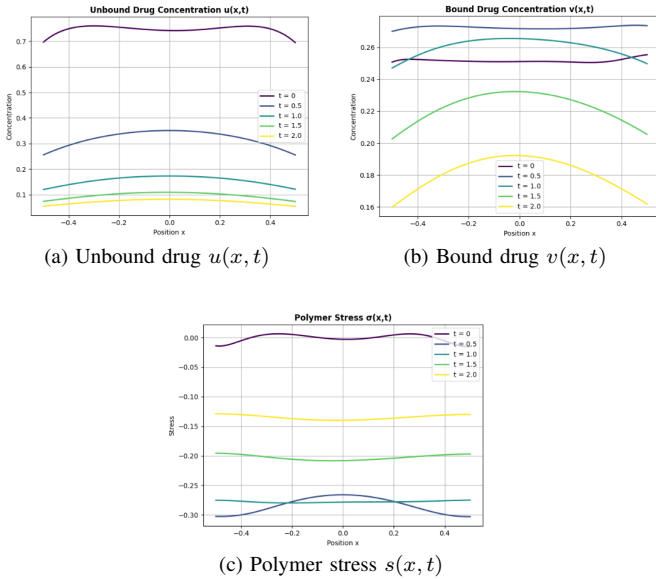 Unbound Drug Concentration u(x,t)
Concentration
0.7
0.6
0.5
0.4
0.3
0.2
0.1
t = 0
t = 0.5
t = 1.0
t = 1.5
t = 2.0
−0.4 −0.2 0.0 0.2 0.4
Position x
(a) Unbound drug u(x, t)
Bound Drug Concentration v(x,t)
Concentration
0.26
0.24
0.22
0.20
0.18
0.16
t = 0
t = 0.5
t = 1.0
t = 1.5
t = 2.0
−0.4 −0.2 0.0 0.2 0.4
Position x
(b) Bound drug v(x, t)
Polymer Stress σ(x,t)
Stress
0.00
−0.05
−0.10
−0.15
−0.20
−0.25
−0.30
t = 0
t = 0.5
t = 1.0
t = 1.5
t = 2.0
−0.4 −0.2 0.0 0.2 0.4
Position x
(c) Polymer stress s(x, t)